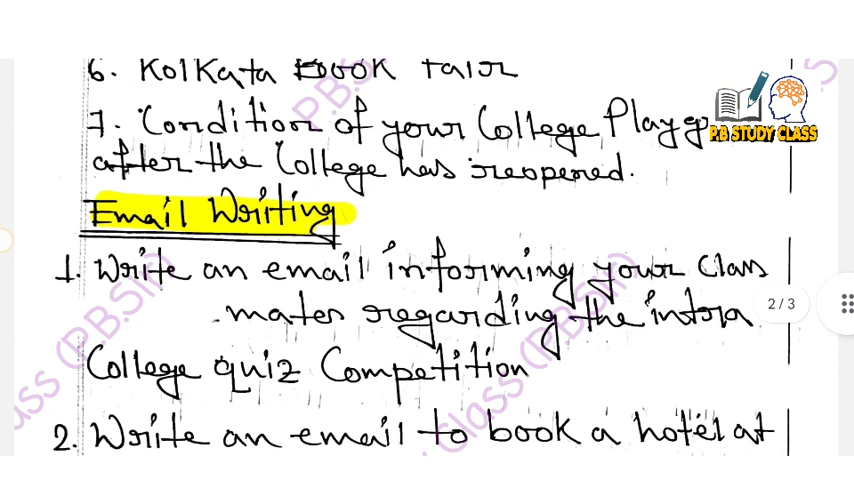 6. Kolkata Book Fair
7. Condition of your College Playg
after the College has reopened.
P.B STUDY CLASS
Email Writing
1. Write an email informing your Class
mates regarding the intra
2 / 3
College quiz Competition
2. Write an email to book a hotel at